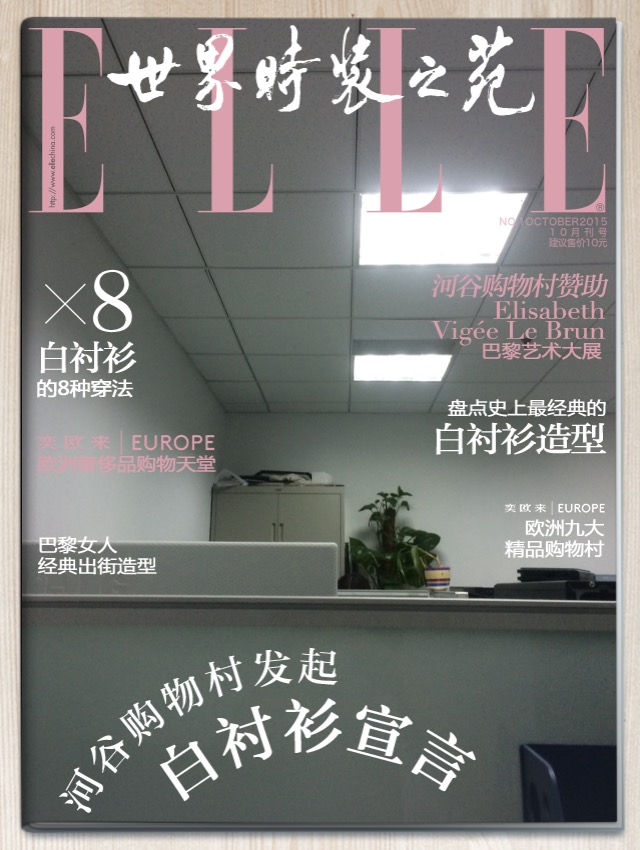 ELLE
世界時裝之苑
http://www.ellechina.com
OCTOBER2015
10月刊号
建议售价10元
×8
白衬衫
的8种穿法
河谷购物村赞助
Elisabeth
Vigée Le Brun
巴黎艺术大展
盘点史上最经典的
白衬衫造型
奕欧来|EUROPE
欧洲奢侈品购物天堂
奕欧来|EUROPE
欧洲九大
精品购物村
巴黎女人
经典出街造型
河谷购物村发起
白衬衫宣言